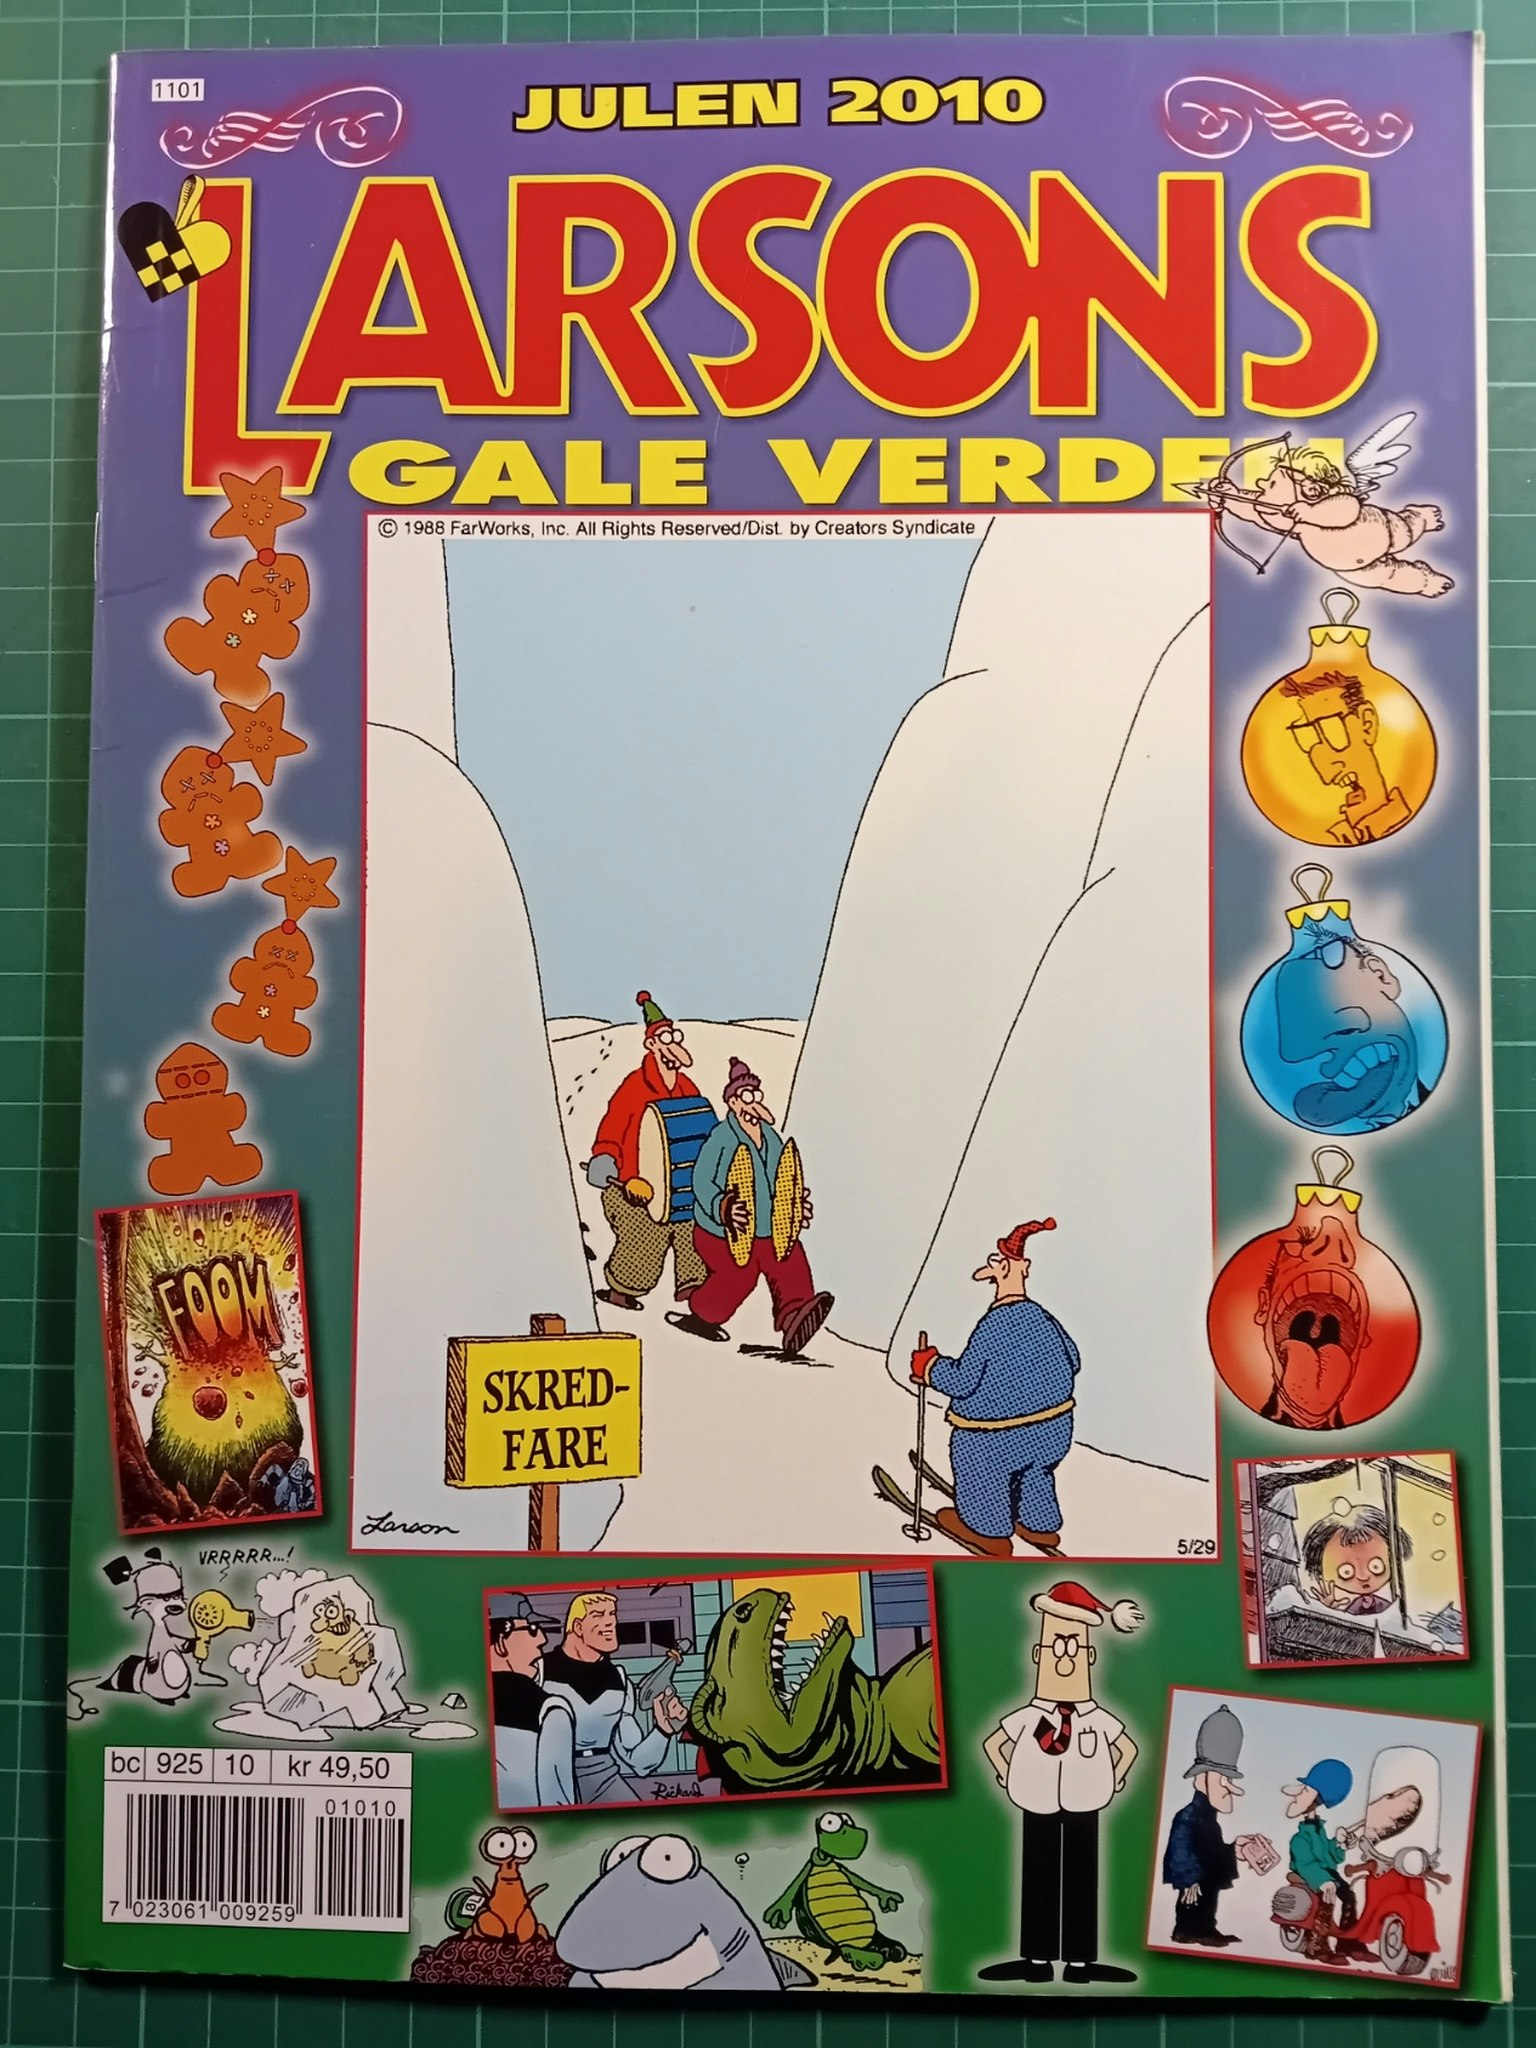 1101
JULEN 2010
LARSONS
GALE VERDEN
© 1988 FarWorks, Inc. All Rights Reserved/Dist. by Creators Syndicate
SKRED-
FARE
Larson
5/29
FOOM
VRRRRR...!
Rickard
bc 925 10 kr 49,50
01010
7 023061 009259